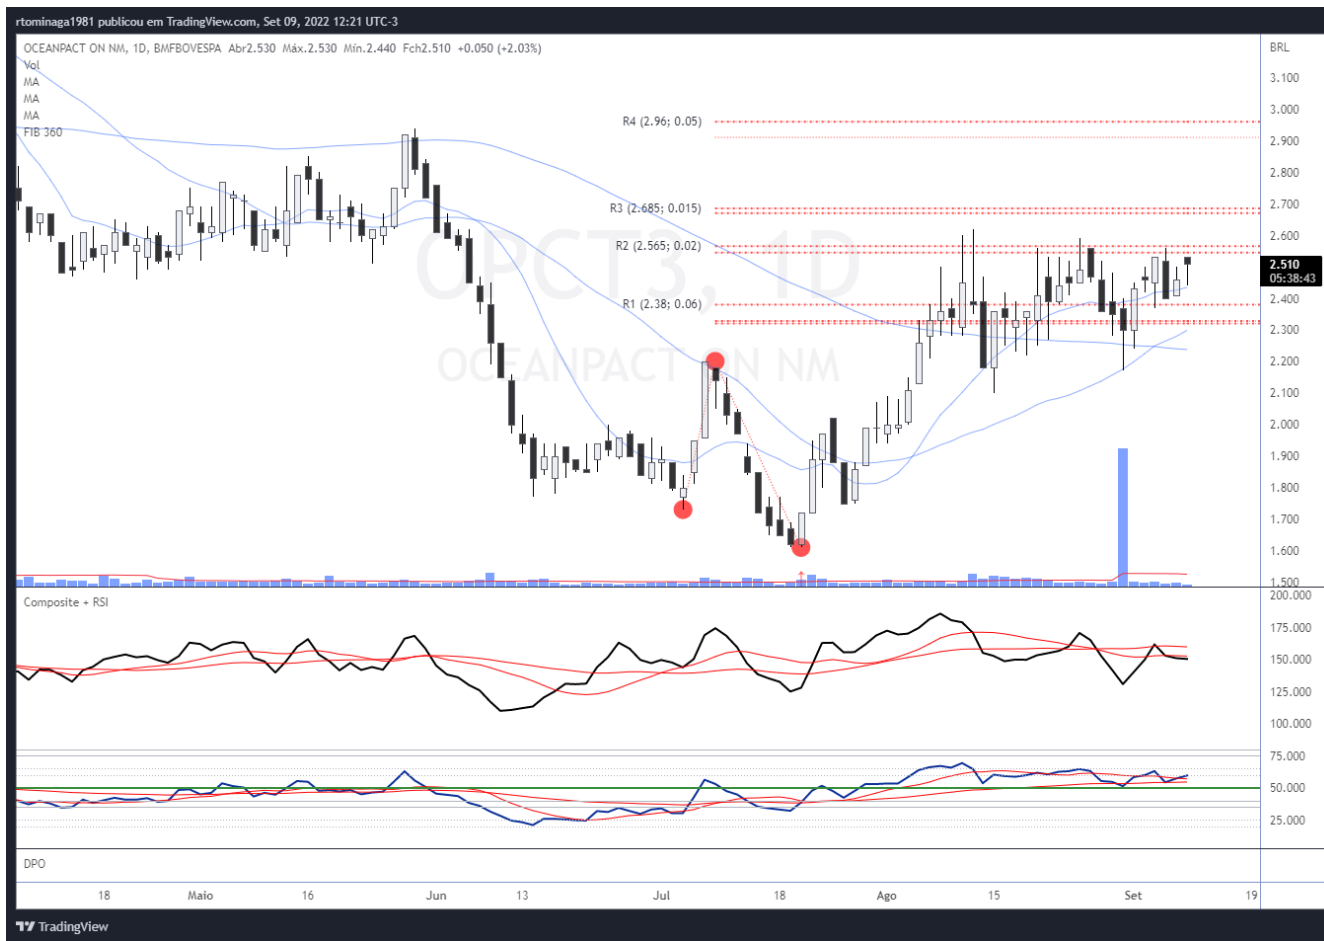 rtominaga1981 publicou em TradingView.com, Set 09, 2022 12:21 UTC-3
OCEANPACT ON NM, 1D, BMFBOVESPA Abr2.530 Máx.2.530 Mín.2.440 Fch2.510 +0.050 (+2.03%)
BRL
Vol
MA
MA
MA
FIB 360
OPCT3, 1D
OCEANPACT ON NM
R4 (2.96; 0.05)
R3 (2.685; 0.015)
R2 (2.565; 0.02)
R1 (2.38; 0.06)
3.100
3.000
2.900
2.800
2.700
2.600
2.510
05:38:43
2.400
2.300
2.200
2.100
2.000
1.900
1.800
1.700
1.600
1.500
Composite + RSI
200.000
175.000
150.000
125.000
100.000
75.000
50.000
25.000
DPO
18 Maio 16 Jun 13 Jul 18 Ago 15 Set 19
TradingView